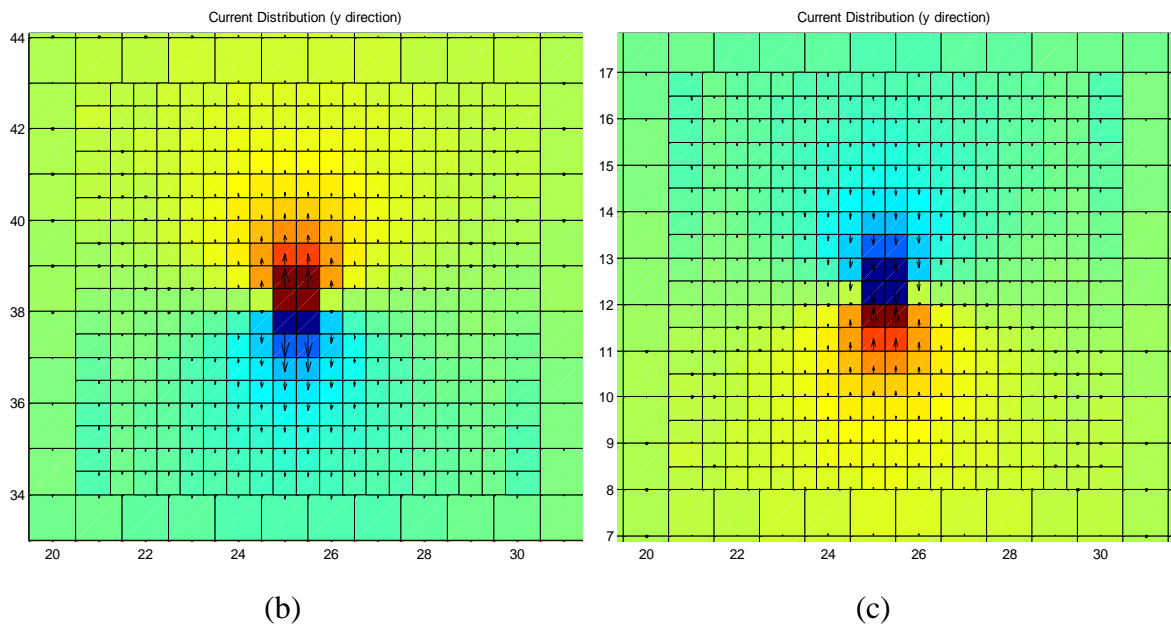 Current Distribution (y direction)
44
42
40
38
36
34
20 22 24 26 28 30
(b)
Current Distribution (y direction)
17
16
15
14
13
12
11
10
9
8
7
20 22 24 26 28 30
(c)